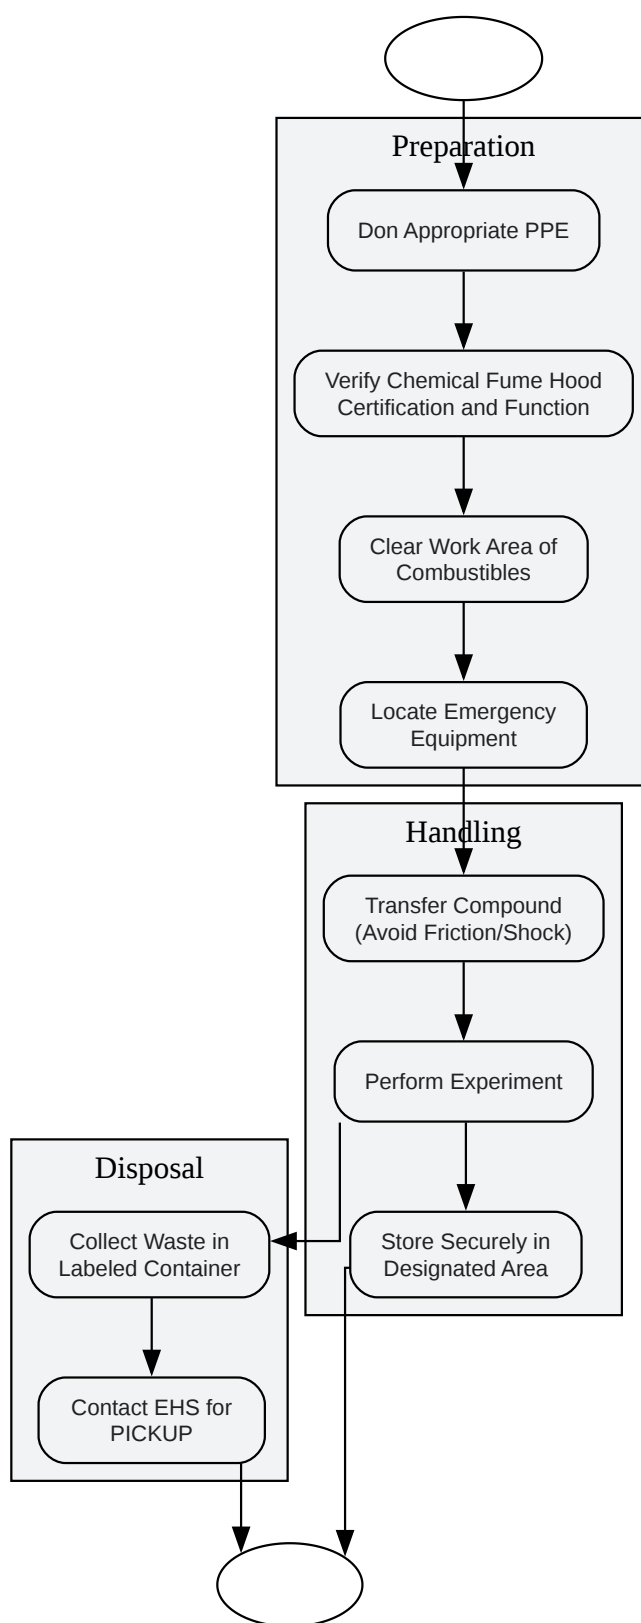 Preparation
Don Appropriate PPE
Verify Chemical Fume Hood
Certification and Function
Clear Work Area of
Combustibles
Locate Emergency
Equipment
Handling
Transfer Compound
(Avoid Friction/Shock)
Perform Experiment
Disposal
Collect Waste in
Labeled Container
Store Securely in
Designated Area
Contact EHS for
PICKUP